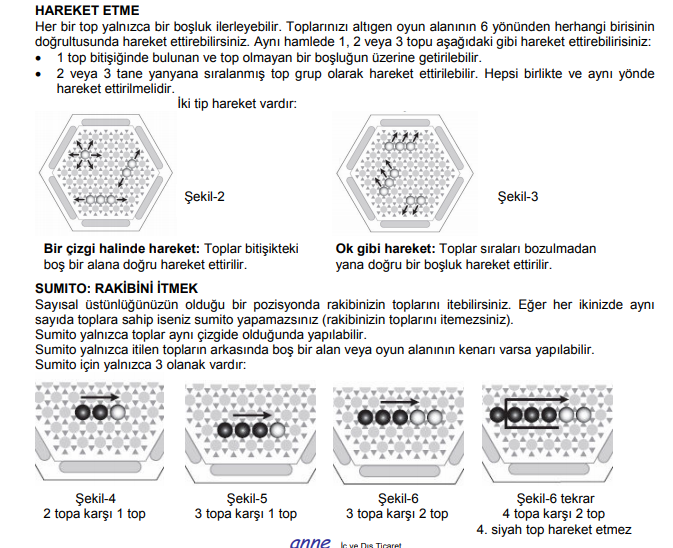 HAREKET ETME
Her bir top yalnızca bir boşluk ilerleyebilir. Toplarınızı altıgen oyun alanının 6 yönünden herhangi birisinin
doğrultusunda hareket ettirebilirsiniz. Aynı hamlede 1, 2 veya 3 topu aşağıdaki gibi hareket ettirebilirisiniz:
• 1 top bitişiğinde bulunan ve top olmayan bir boşluğun üzerine getirilebilir.
• 2 veya 3 tane yanyana sıralanmış top grup olarak hareket ettirilebilir. Hepsi birlikte ve aynı yönde
hareket ettirilmelidir.
İki tip hareket vardır:
Şekil-2
Şekil-3
Bir çizgi halinde hareket: Toplar bitişikteki
boş bir alana doğru hareket ettirilir.
Ok gibi hareket: Toplar sıraları bozulmadan
yana doğru bir boşluk hareket ettirilir.
SUMITO: RAKİBİNİ İTMEK
Sayısal üstünlüğünüzün olduğu bir pozisyonda rakibinizin toplarını itebilirsiniz. Eğer her ikinizde aynı
sayıda toplara sahip iseniz sumito yapamazsınız (rakibinizin toplarını itemezsiniz).
Sumito yalnızca toplar aynı çizgide olduğunda yapılabilir.
Sumito yalnızca itilen topların arkasında boş bir alan veya oyun alanının kenarı varsa yapılabilir.
Sumito için yalnızca 3 olanak vardır:
Şekil-4
2 topa karşı 1 top
Şekil-5
3 topa karşı 1 top
Şekil-6
3 topa karşı 2 top
Şekil-6 tekrar
4 topa karşı 2 top
4. siyah top hareket etmez
anne İç ve Dış Ticaret